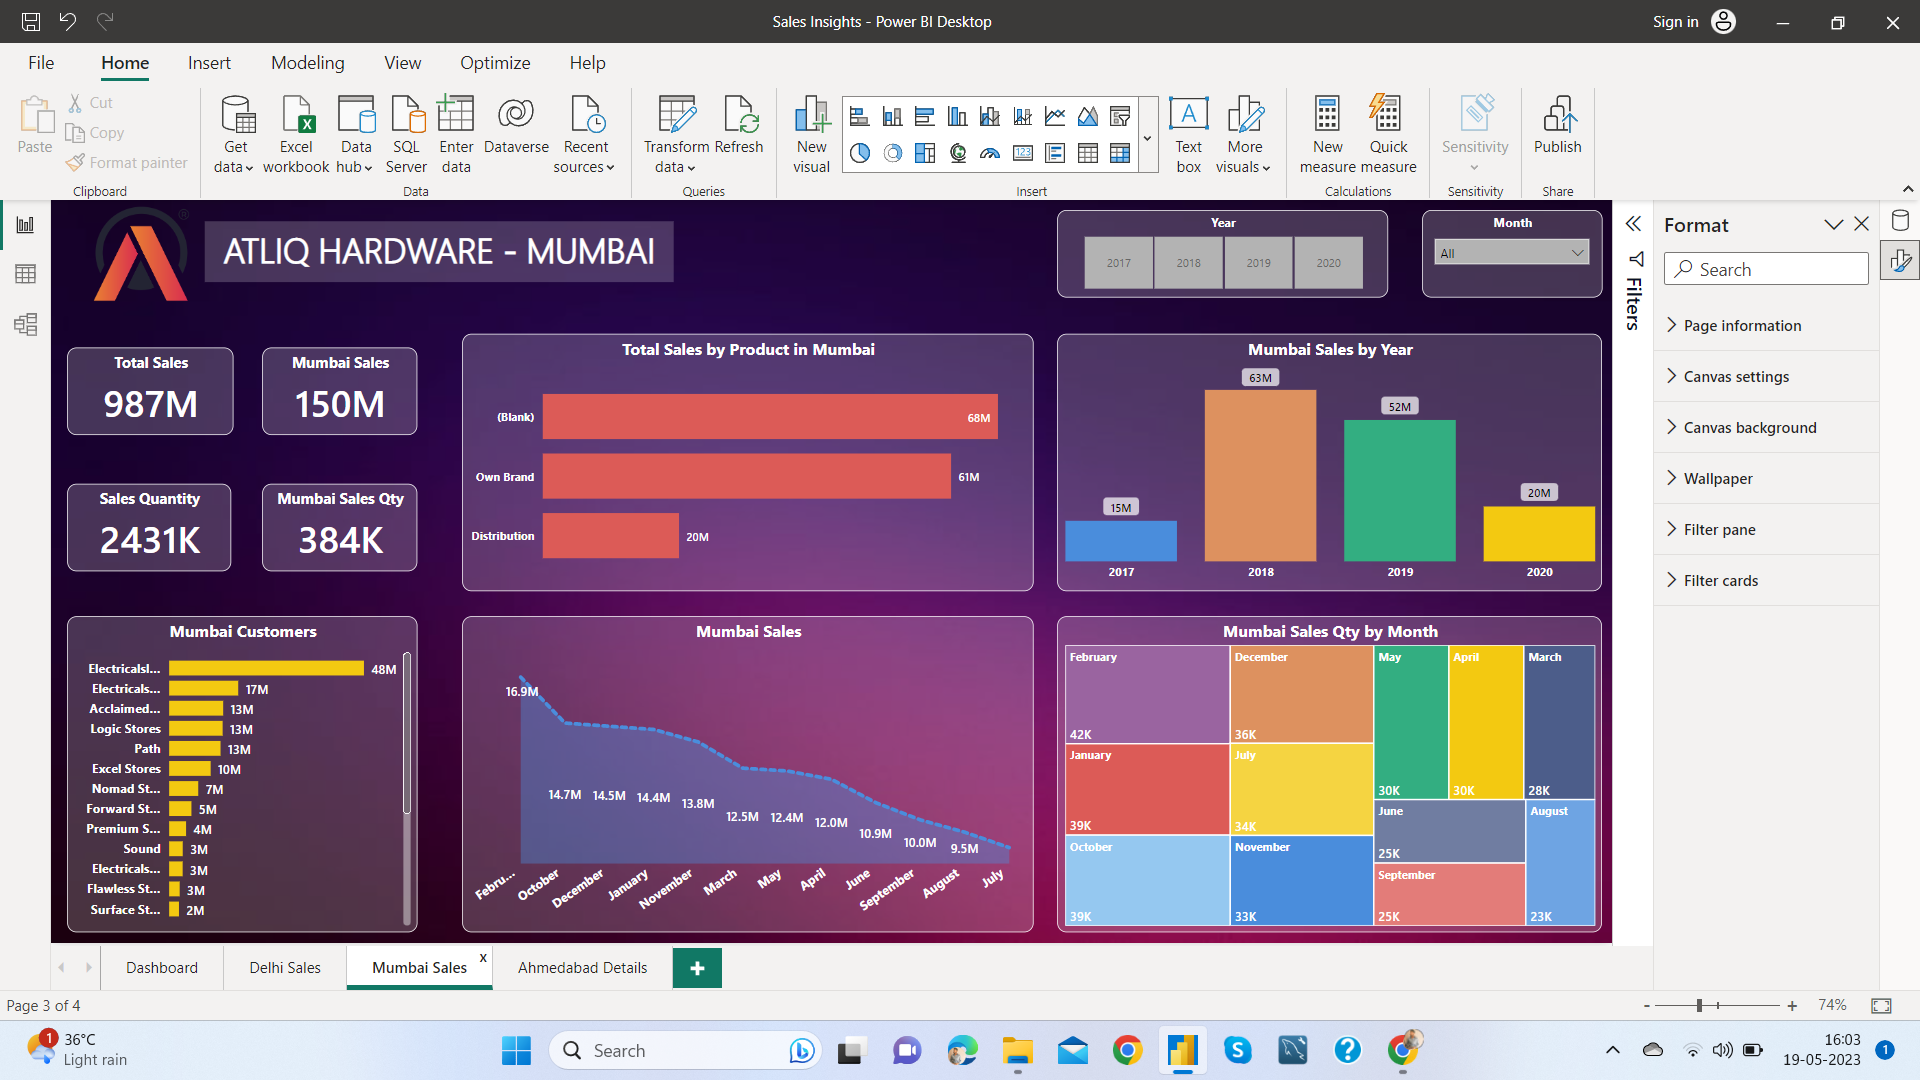 Sales Insights - Power BI Desktop
Sign in
File Home Insert Modeling View Optimize Help
Paste
Cut
Copy
Format painter
Clipboard
Get data
Excel workbook
Data hub
SQL Server
Enter data
Dataverse
Recent sources
Data
Transform data
Refresh
Queries
New visual
Insert
Text box
More visuals
New measure
Quick measure
Calculations
Sensitivity
Sensitivity
Publish
Share
ATLIQ HARDWARE - MUMBAI
Year
2017 2018 2019 2020
Month
All
Total Sales
987M
Mumbai Sales
150M
Sales Quantity
2431K
Mumbai Sales Qty
384K
Total Sales by Product in Mumbai
(Blank) 68M
Own Brand 61M
Distribution 20M
Mumbai Sales by Year
15M 63M 52M 20M
2017 2018 2019 2020
Mumbai Customers
Electricalsl... 48M
Electricals... 17M
Acclaimed... 13M
Logic Stores 13M
Path 13M
Excel Stores 10M
Nomad St... 7M
Forward St... 5M
Premium S... 4M
Sound 3M
Electricals... 3M
Flawless St... 3M
Surface St... 2M
Mumbai Sales
16.9M 14.7M 14.5M 14.4M 13.8M 12.5M 12.4M 12.0M 10.9M 10.0M 9.5M
Febru... October December January November March May April June September August July
Mumbai Sales Qty by Month
February
42K
January
39K
October
39K
December
36K
July
34K
November
33K
May
30K
April
30K
March
28K
June
25K
September
25K
August
23K
Filters
Format
Search
Page information
Canvas settings
Canvas background
Wallpaper
Filter pane
Filter cards
Dashboard Delhi Sales Mumbai Sales x Ahmedabad Details +
Page 3 of 4
- + 74%
1
36°C
Light rain
Search
16:03
19-05-2023
1